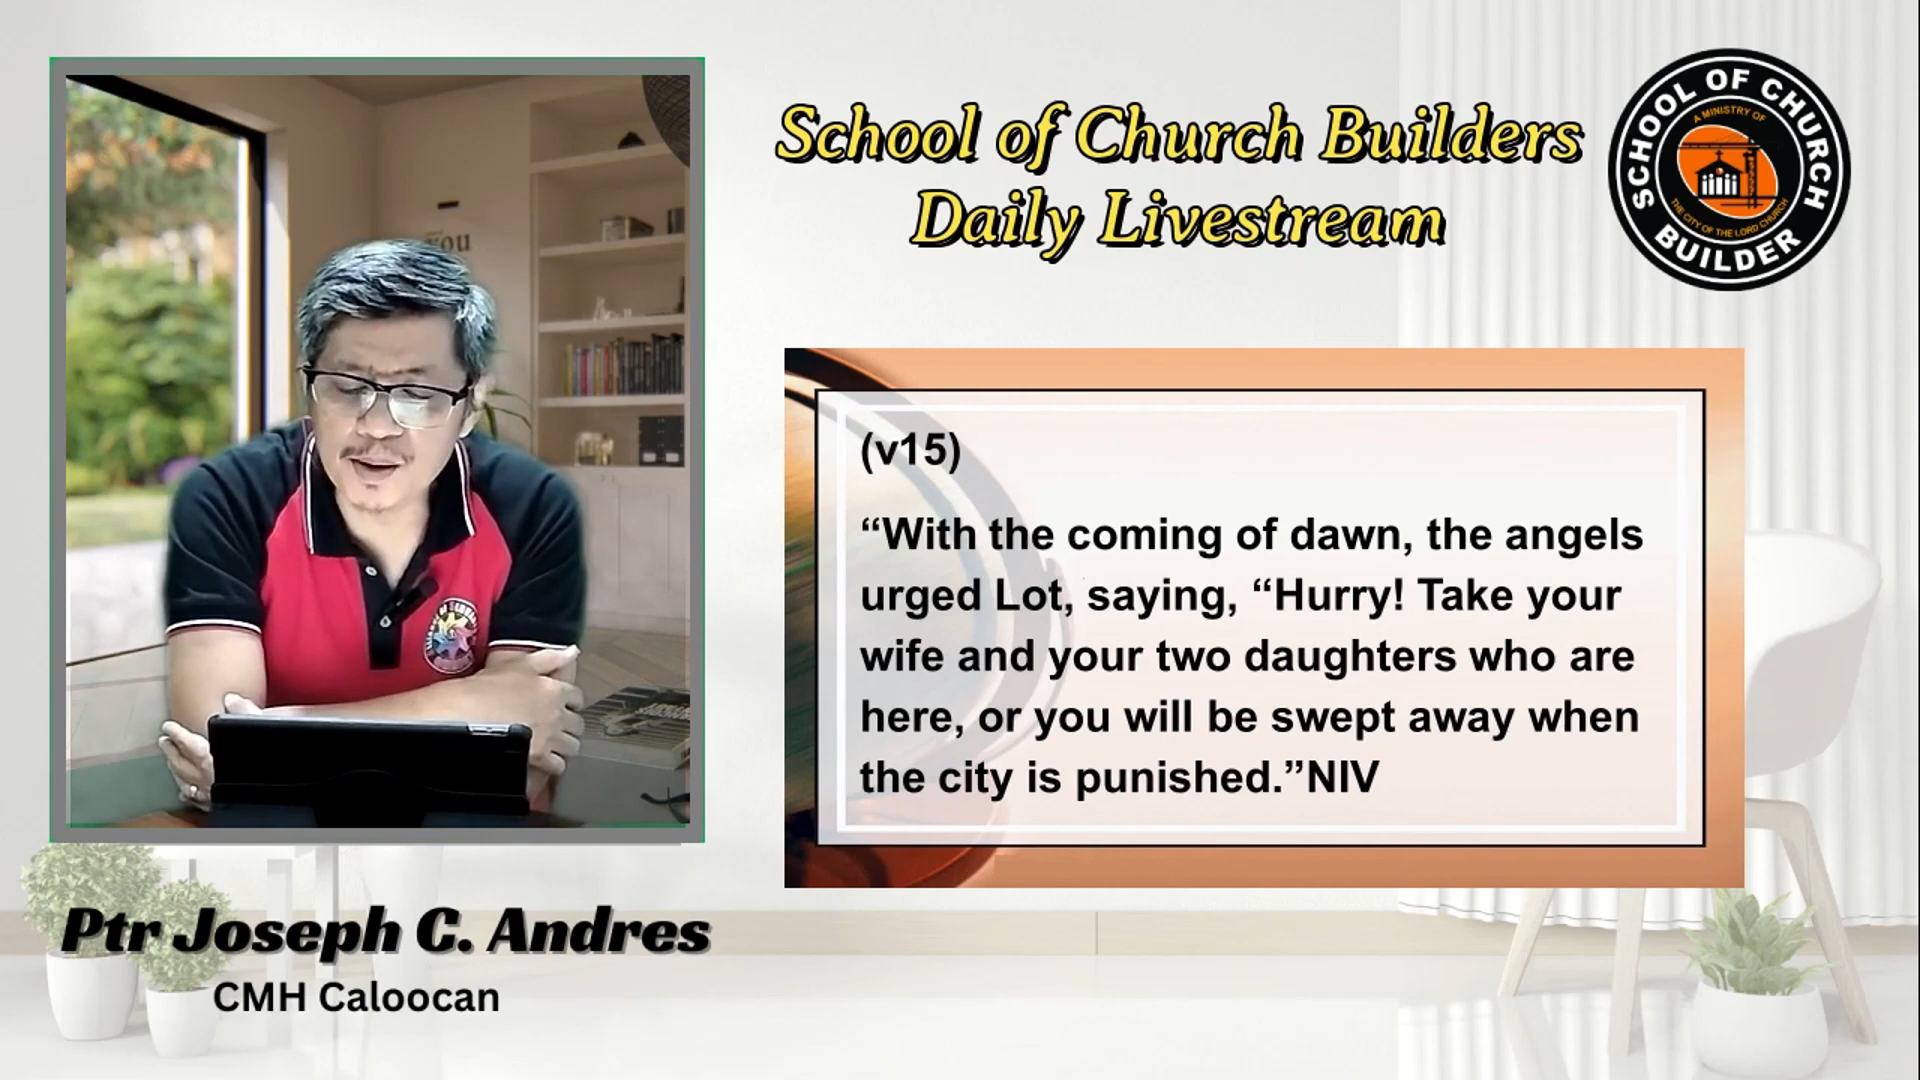 School of Church Builders
Daily Livestream
SCHOOL OF CHURCH
A MINISTRY OF
THE CITY OF THE LORD CHURCH
BUILDER
you
(v15)
“With the coming of dawn, the angels
urged Lot, saying, “Hurry! Take your
wife and your two daughters who are
here, or you will be swept away when
the city is punished.”NIV
Ptr Joseph C. Andres
CMH Caloocan